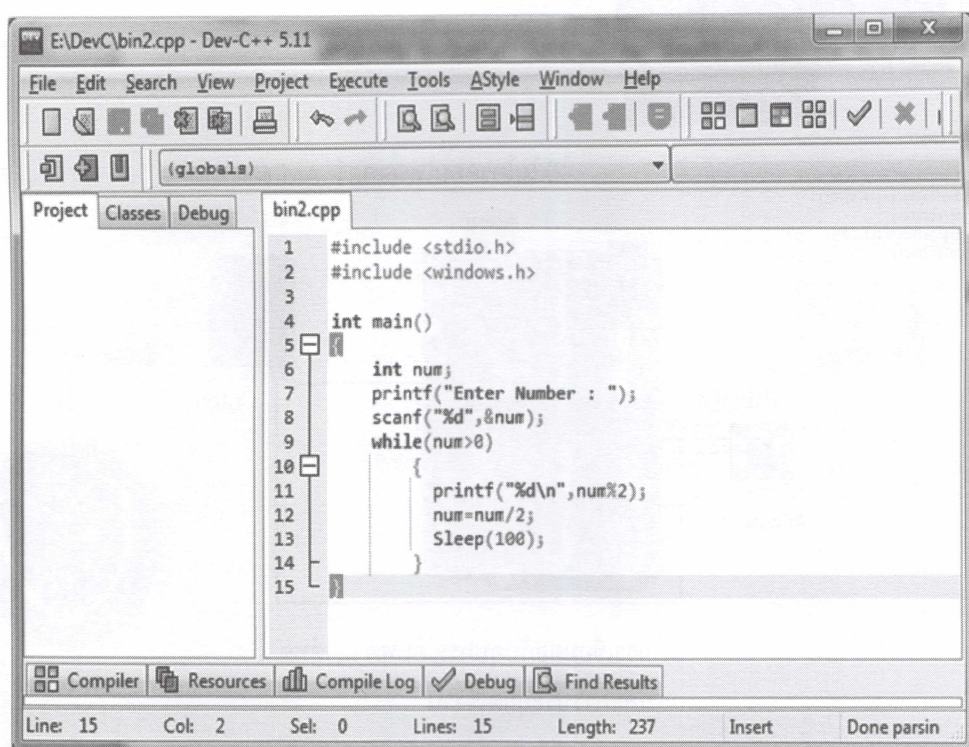 E:\DevC\bin2.cpp - Dev-C++ 5.11
File Edit Search View Project Execute Tools AStyle Window Help
(globals)
Project Classes Debug bin2.cpp
1 #include <stdio.h>
2 #include <windows.h>
3
4 int main()
5 {
6 int num;
7 printf("Enter Number : ");
8 scanf("%d",&num);
9 while(num>0)
10 {
11 printf("%d\n",num%2);
12 num=num/2;
13 Sleep(100);
14 }
15 }
Compiler Resources Compile Log Debug Find Results
Line: 15 Col: 2 Sel: 0 Lines: 15 Length: 237 Insert Done parsin